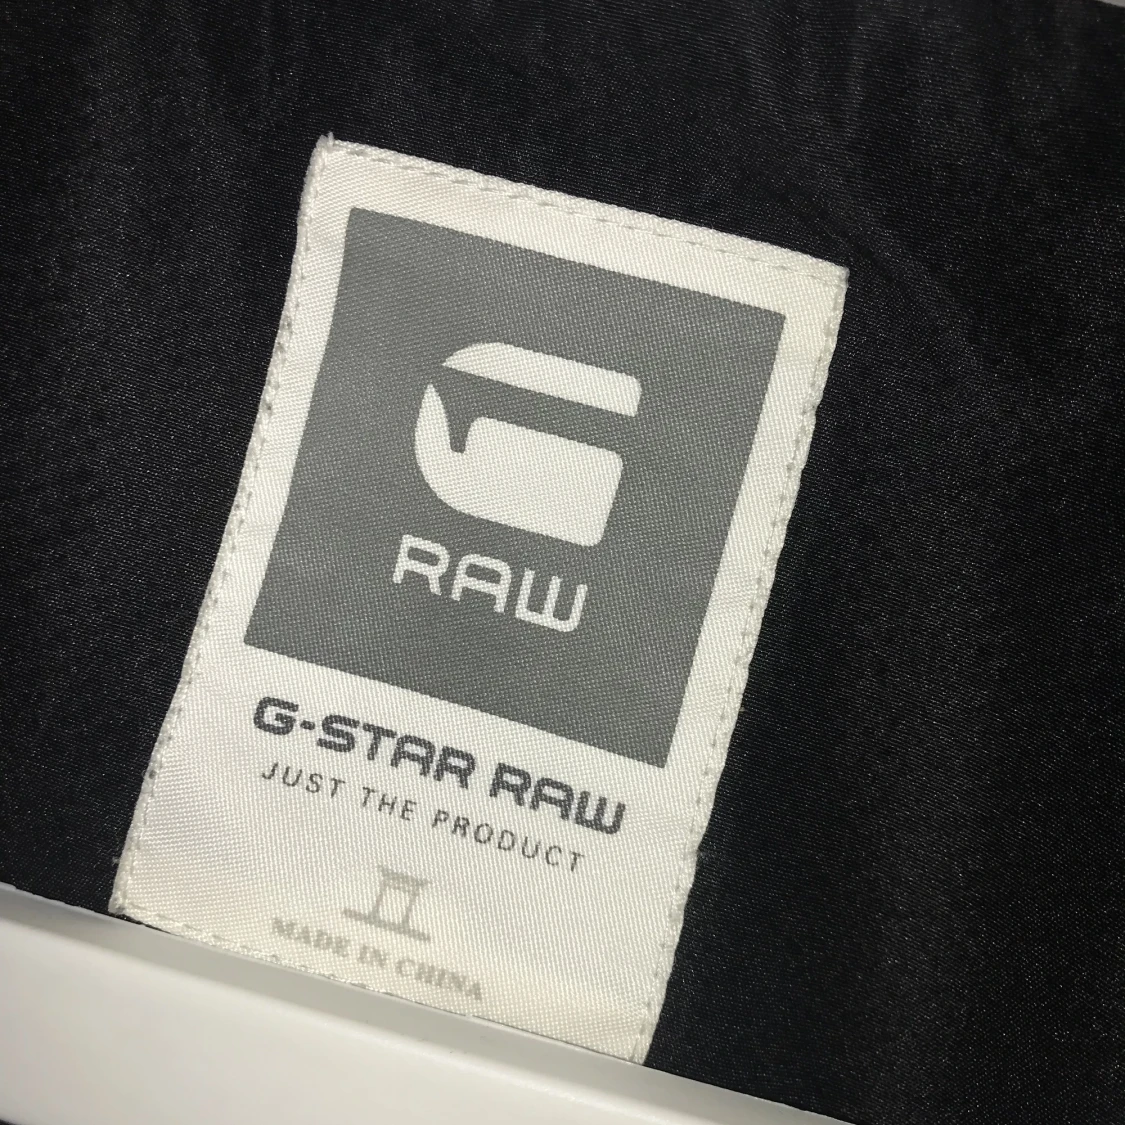 G
RAW
G-STAR RAW
JUST THE PRODUCT
MADE IN CHINA